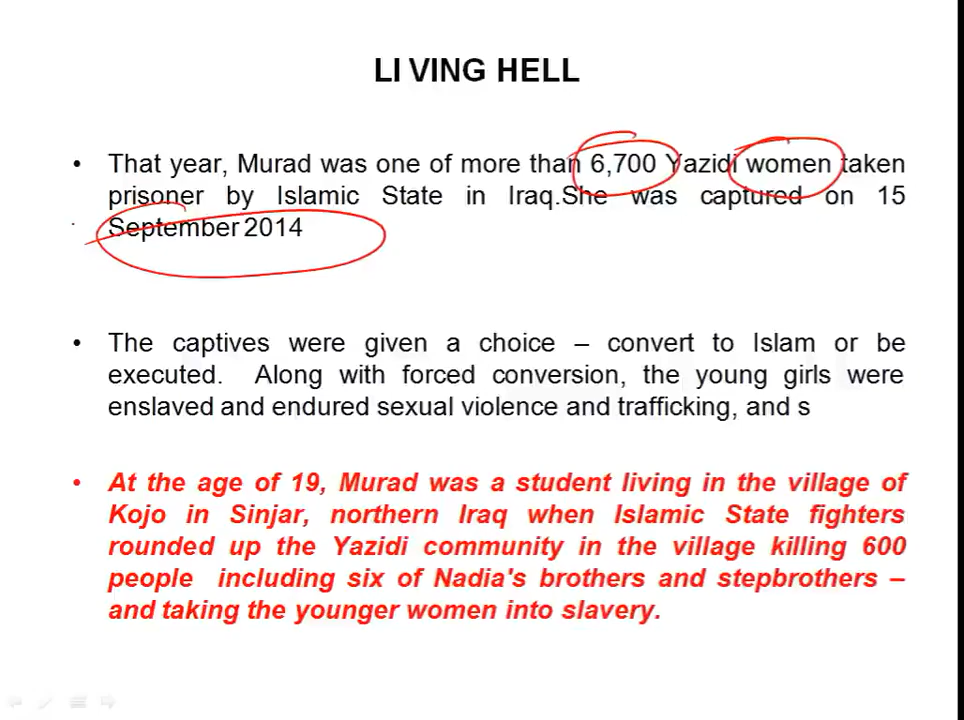 LI VING HELL
• That year, Murad was one of more than 6,700 Yazidi women taken
prisoner by Islamic State in Iraq.She was captured on 15
September 2014
• The captives were given a choice – convert to Islam or be
executed. Along with forced conversion, the young girls were
enslaved and endured sexual violence and trafficking, and s
• At the age of 19, Murad was a student living in the village of
Kojo in Sinjar, northern Iraq when Islamic State fighters
rounded up the Yazidi community in the village killing 600
people including six of Nadia's brothers and stepbrothers –
and taking the younger women into slavery.